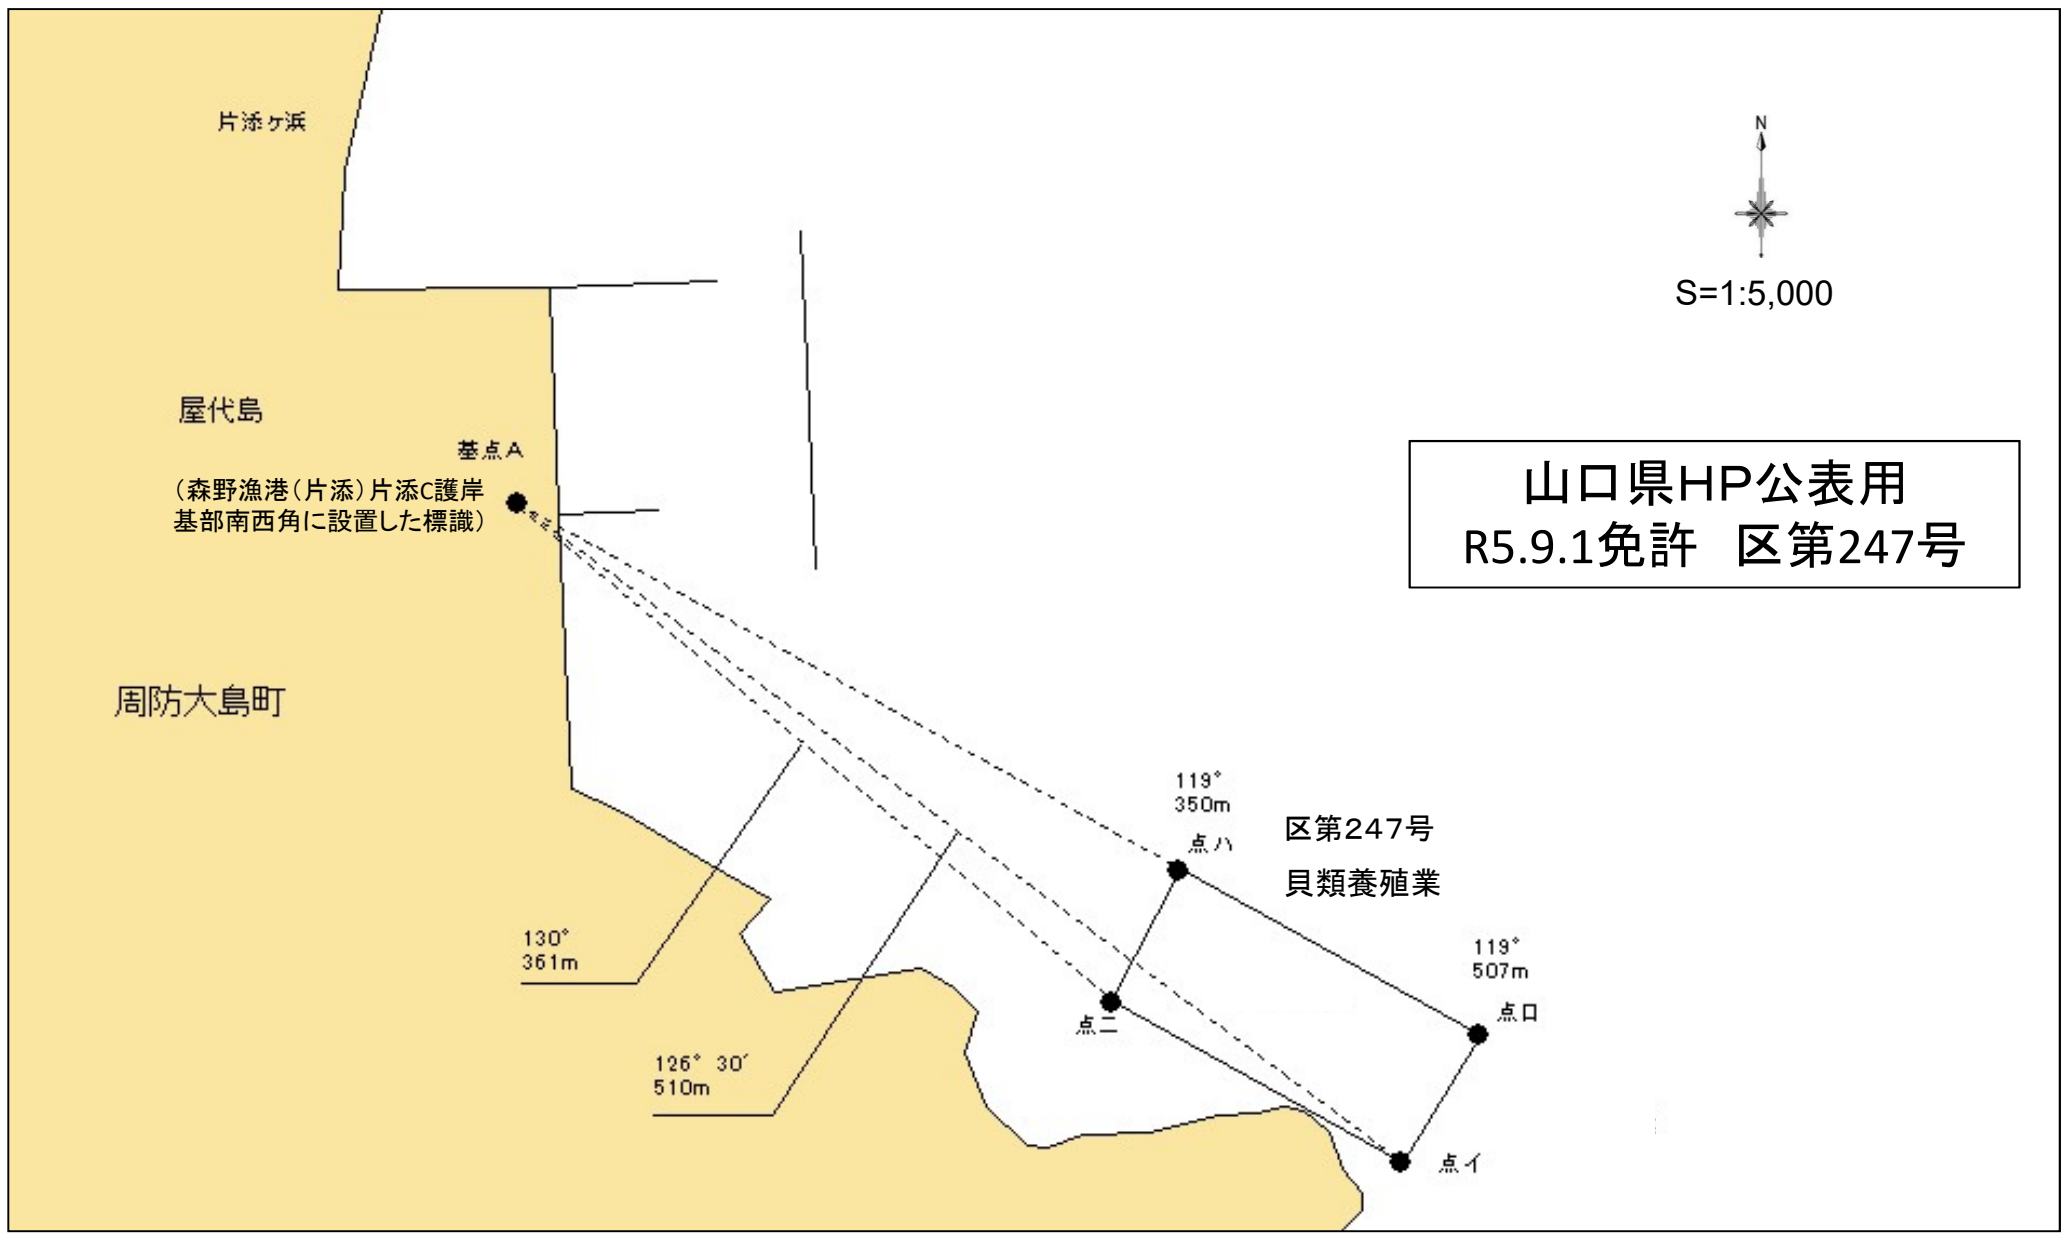 片添ヶ浜
N
S=1:5,000
屋代島
基点A
（森野漁港（片添）片添C護岸
基部南西角に設置した標識）
山口県HP公表用
R5.9.1免許　区第247号
周防大島町
119°
350m
点ハ
区第247号
貝類養殖業
130°
361m
119°
507m
点ロ
点ニ
126° 30′
510m
点イ